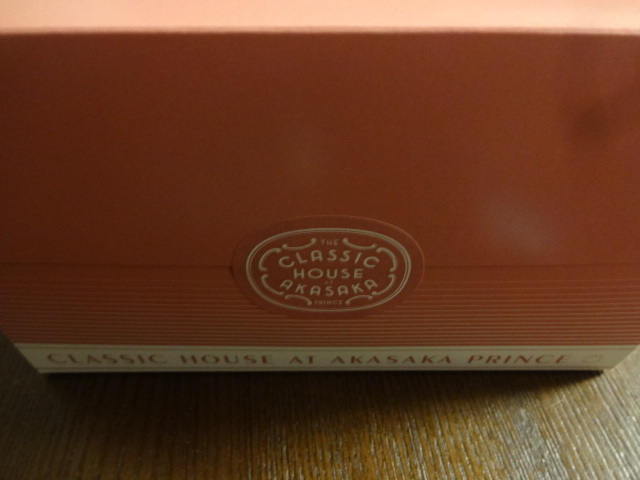 THE
CLASSIC
HOUSE
AT
AKASAKA
PRINCE
CLASSIC HOUSE AT AKASAKA PRINCE